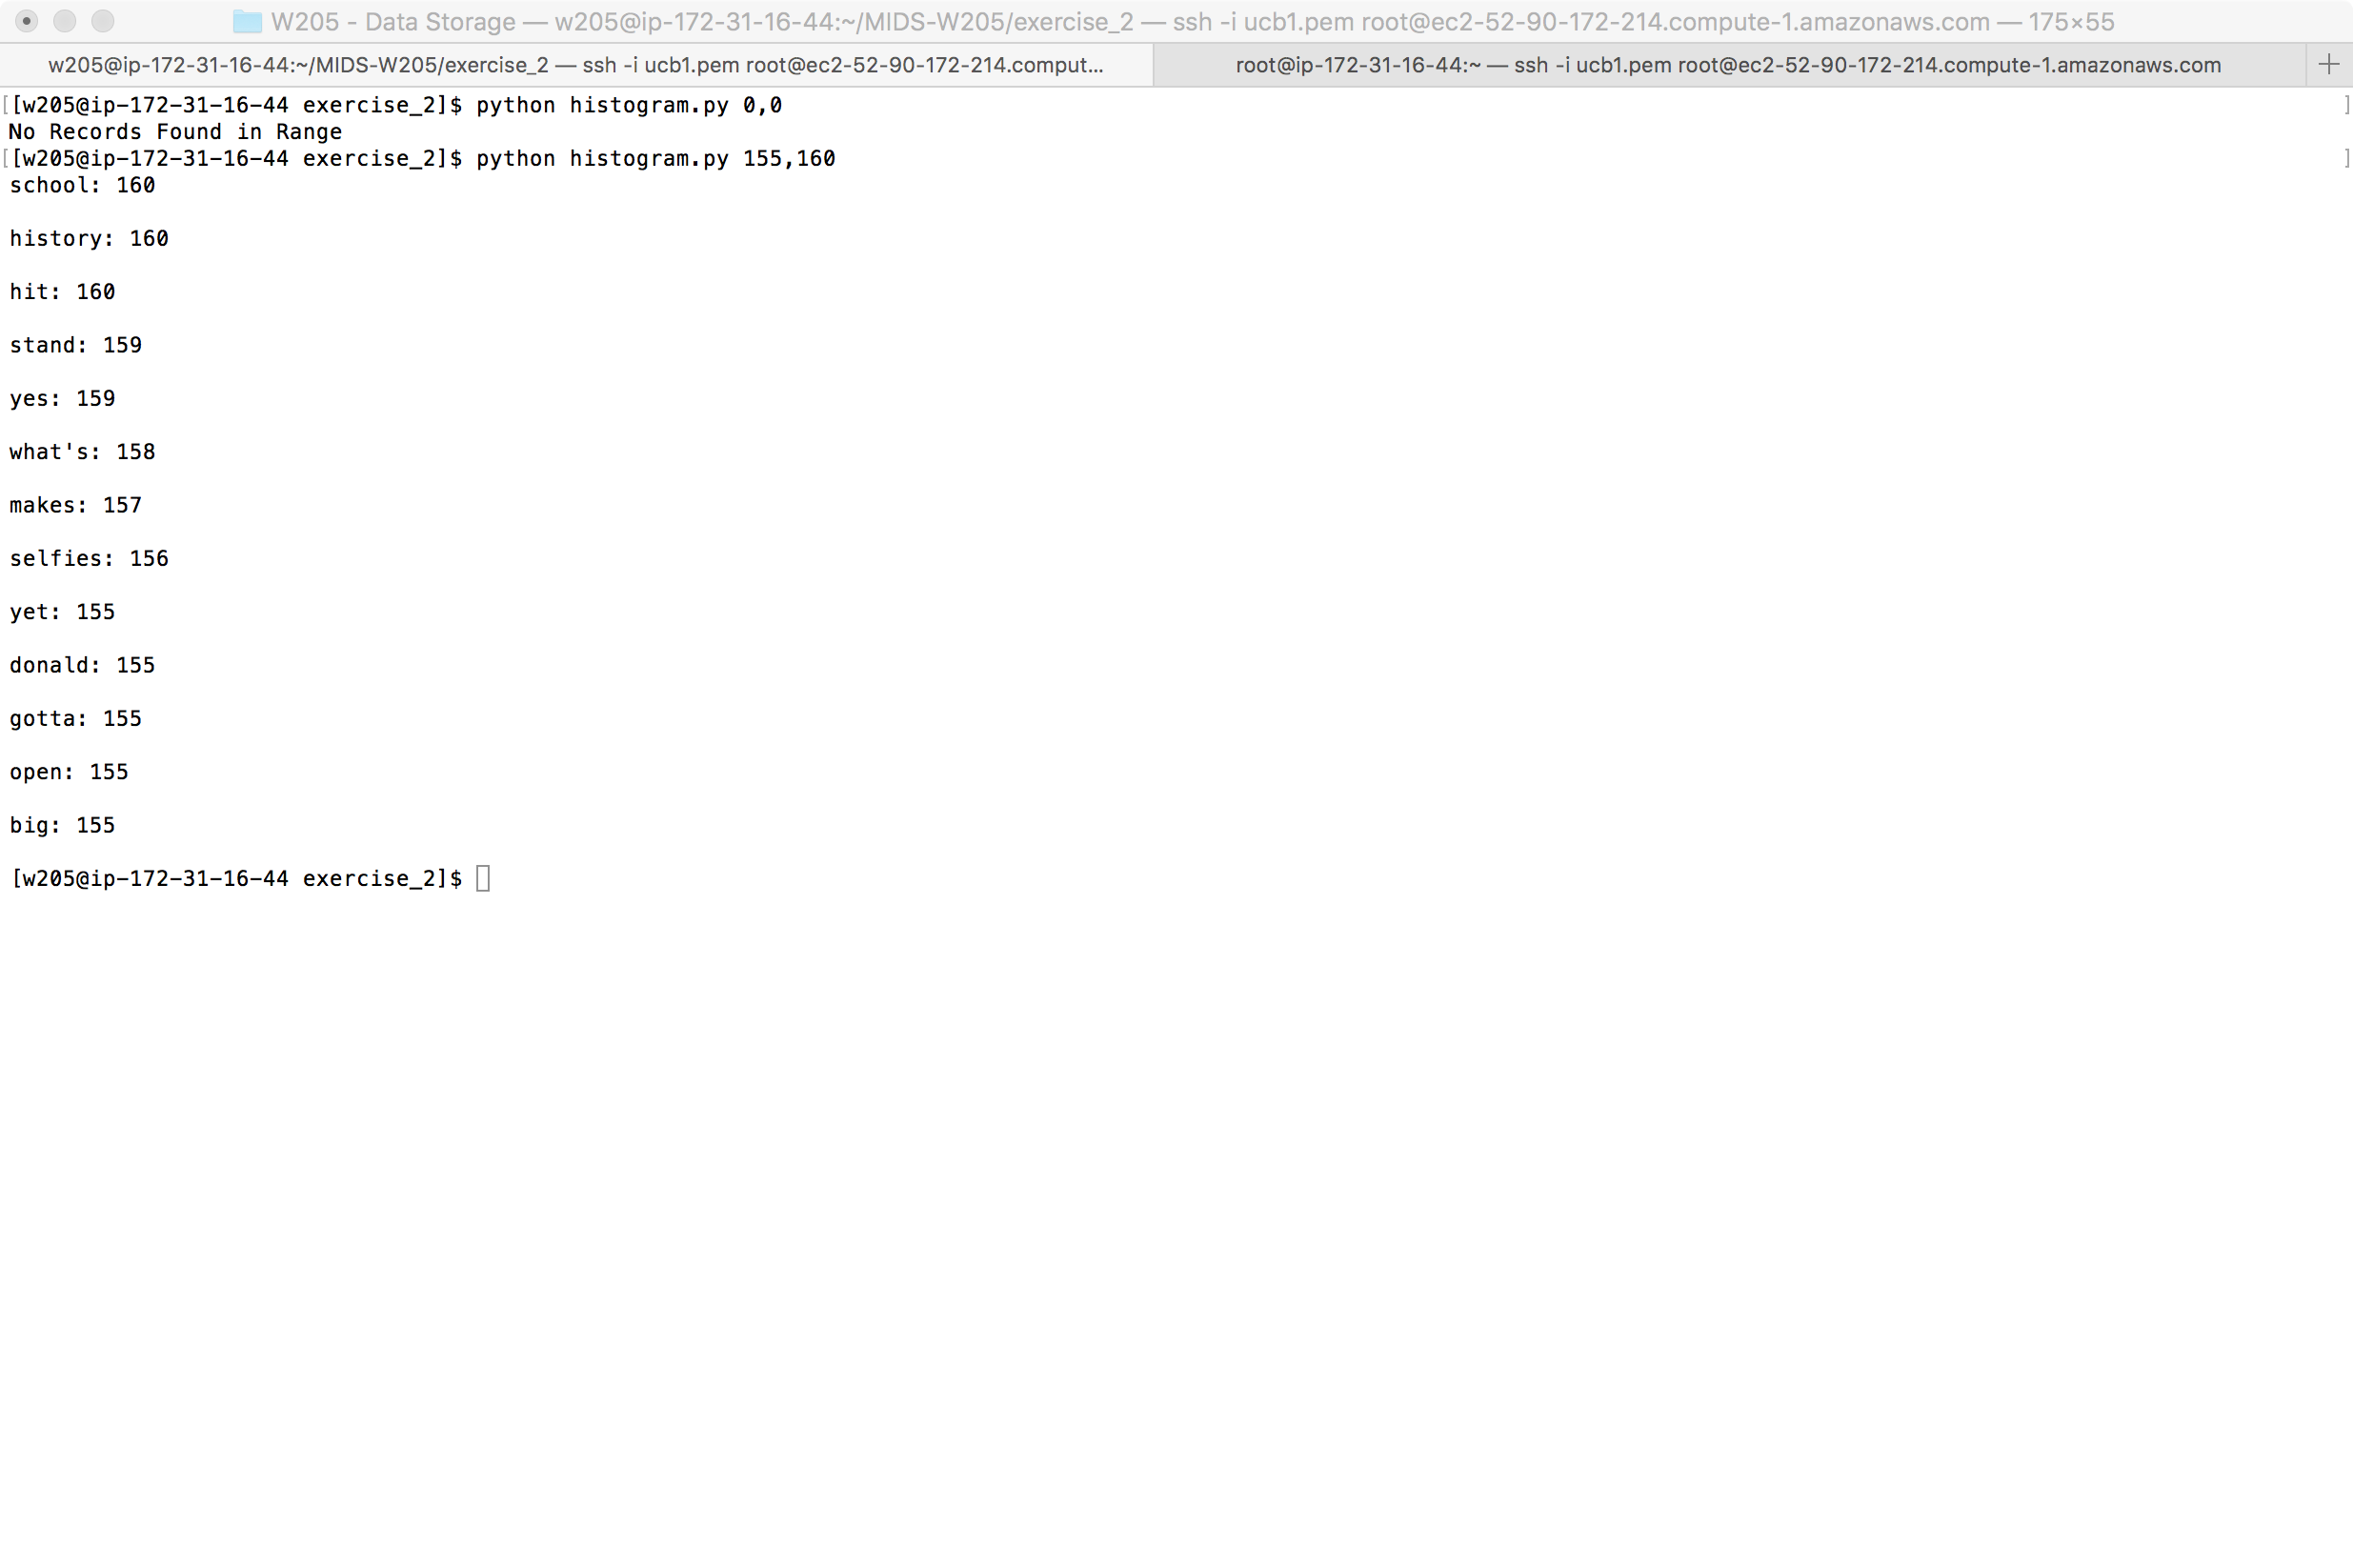 W205 - Data Storage — w205@ip-172-31-16-44:~/MIDS-W205/exercise_2 — ssh -i ucb1.pem root@ec2-52-90-172-214.compute-1.amazonaws.com — 175×55
w205@ip-172-31-16-44:~/MIDS-W205/exercise_2 — ssh -i ucb1.pem root@ec2-52-90-172-214.comput... root@ip-172-31-16-44:~ — ssh -i ucb1.pem root@ec2-52-90-172-214.compute-1.amazonaws.com +
[[w205@ip-172-31-16-44 exercise_2]$ python histogram.py 0,0 ]
No Records Found in Range
[[w205@ip-172-31-16-44 exercise_2]$ python histogram.py 155,160 ]
school: 160
history: 160
hit: 160
stand: 159
yes: 159
what's: 158
makes: 157
selfies: 156
yet: 155
donald: 155
gotta: 155
open: 155
big: 155
[w205@ip-172-31-16-44 exercise_2]$